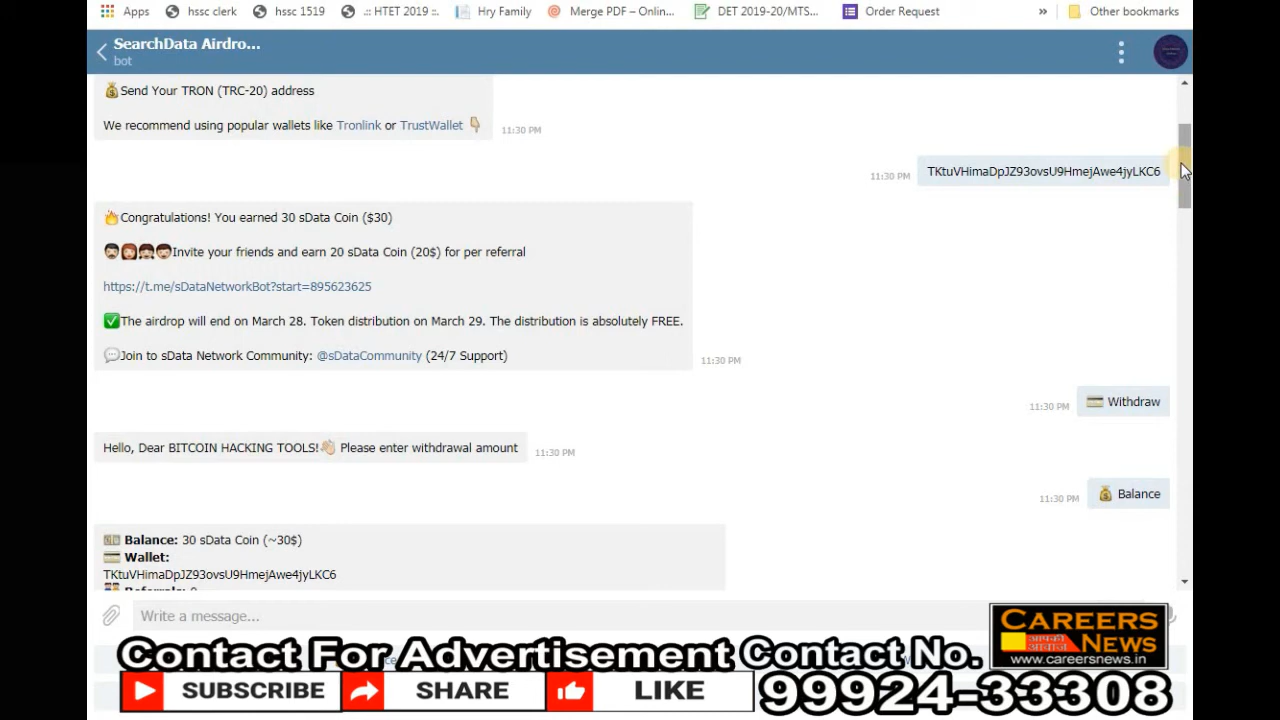 Apps hssc clerk hssc 1519 .:: HTET 2019 ::. Hry Family Merge PDF – Onlin... DET 2019-20/MTS... Order Request » Other bookmarks
SearchData Airdro...
bot
💰Send Your TRON (TRC-20) address
We recommend using popular wallets like Tronlink or TrustWallet 👇
11:30 PM
11:30 PM TKtuVHimaDpJZ93ovsU9HmejAwe4jyLKC6
🔥Congratulations! You earned 30 sData Coin ($30)
👨👩👧👦Invite your friends and earn 20 sData Coin (20$) for per referral
https://t.me/sDataNetworkBot?start=895623625
✅The airdrop will end on March 28. Token distribution on March 29. The distribution is absolutely FREE.
💬Join to sData Network Community: @sDataCommunity (24/7 Support)
11:30 PM
11:30 PM 💳 Withdraw
Hello, Dear BITCOIN HACKING TOOLS!👋 Please enter withdrawal amount
11:30 PM
11:30 PM 💰 Balance
💵 Balance: 30 sData Coin (~30$)
💳 Wallet:
TKtuVHimaDpJZ93ovsU9HmejAwe4jyLKC6
Write a message...
CAREERS
आपकी आवाज NEWS
www.careersnews.in
Contact For Advertisement Contact No.
SUBSCRIBE SHARE LIKE 99924-33308